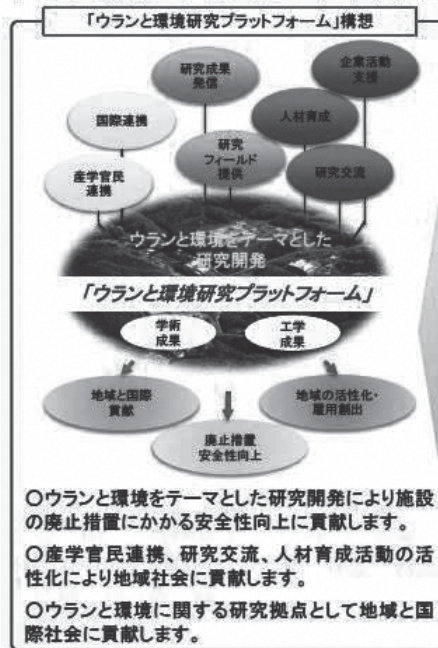 「ウランと環境研究プラットフォーム」構想
企業活動
支援
研究成果
発信
人材育成
国際連携
研究
フィールド
提供
研究交流
産学官民
連携
ウランと環境をテーマとした
研究開発
「ウランと環境研究プラットフォーム」
学術
成果
工学
成果
地域と国際
貢献
地域の活性化・
雇用創出
廃止措置
安全性向上
〇ウランと環境をテーマとした研究開発により施設
の廃止措置にかかる安全性向上に貢献します。
〇産学官民連携、研究交流、人材育成活動の活
性化により地域社会に貢献します。
〇ウランと環境に関する研究拠点として地域と国
際社会に貢献します。